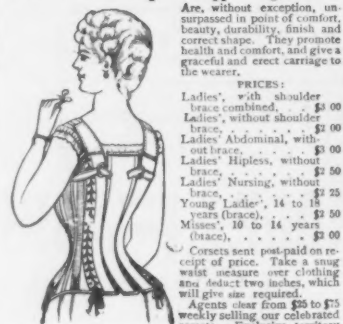 Are, without exception, un-
surpassed in point of comfort,
beauty, durability, finish and
correct shape. They promote
health and comfort, and give a
graceful and erect carriage to
the wearer.
PRICES:
Ladies', with shoulder
brace combined, . . $3 00
Ladies', without shoulder
brace, . . . . . . $2 00
Ladies' Abdominal, with-
out brace, . . . . . $3 00
Ladies' Hipless, without
brace, . . . . . . $2 50
Ladies' Nursing, without
brace, . . . . . . $2 25
Young Ladies', 14 to 18
years (brace), . . . $2 50
Misses', 10 to 14 years
(brace), . . . . . $2 00
Corsets sent post-paid on re-
ceipt of price. Take a snug
waist measure over clothing
and deduct two inches, which
will give size required.
Agents clear from $25 to $75
weekly selling our celebrated